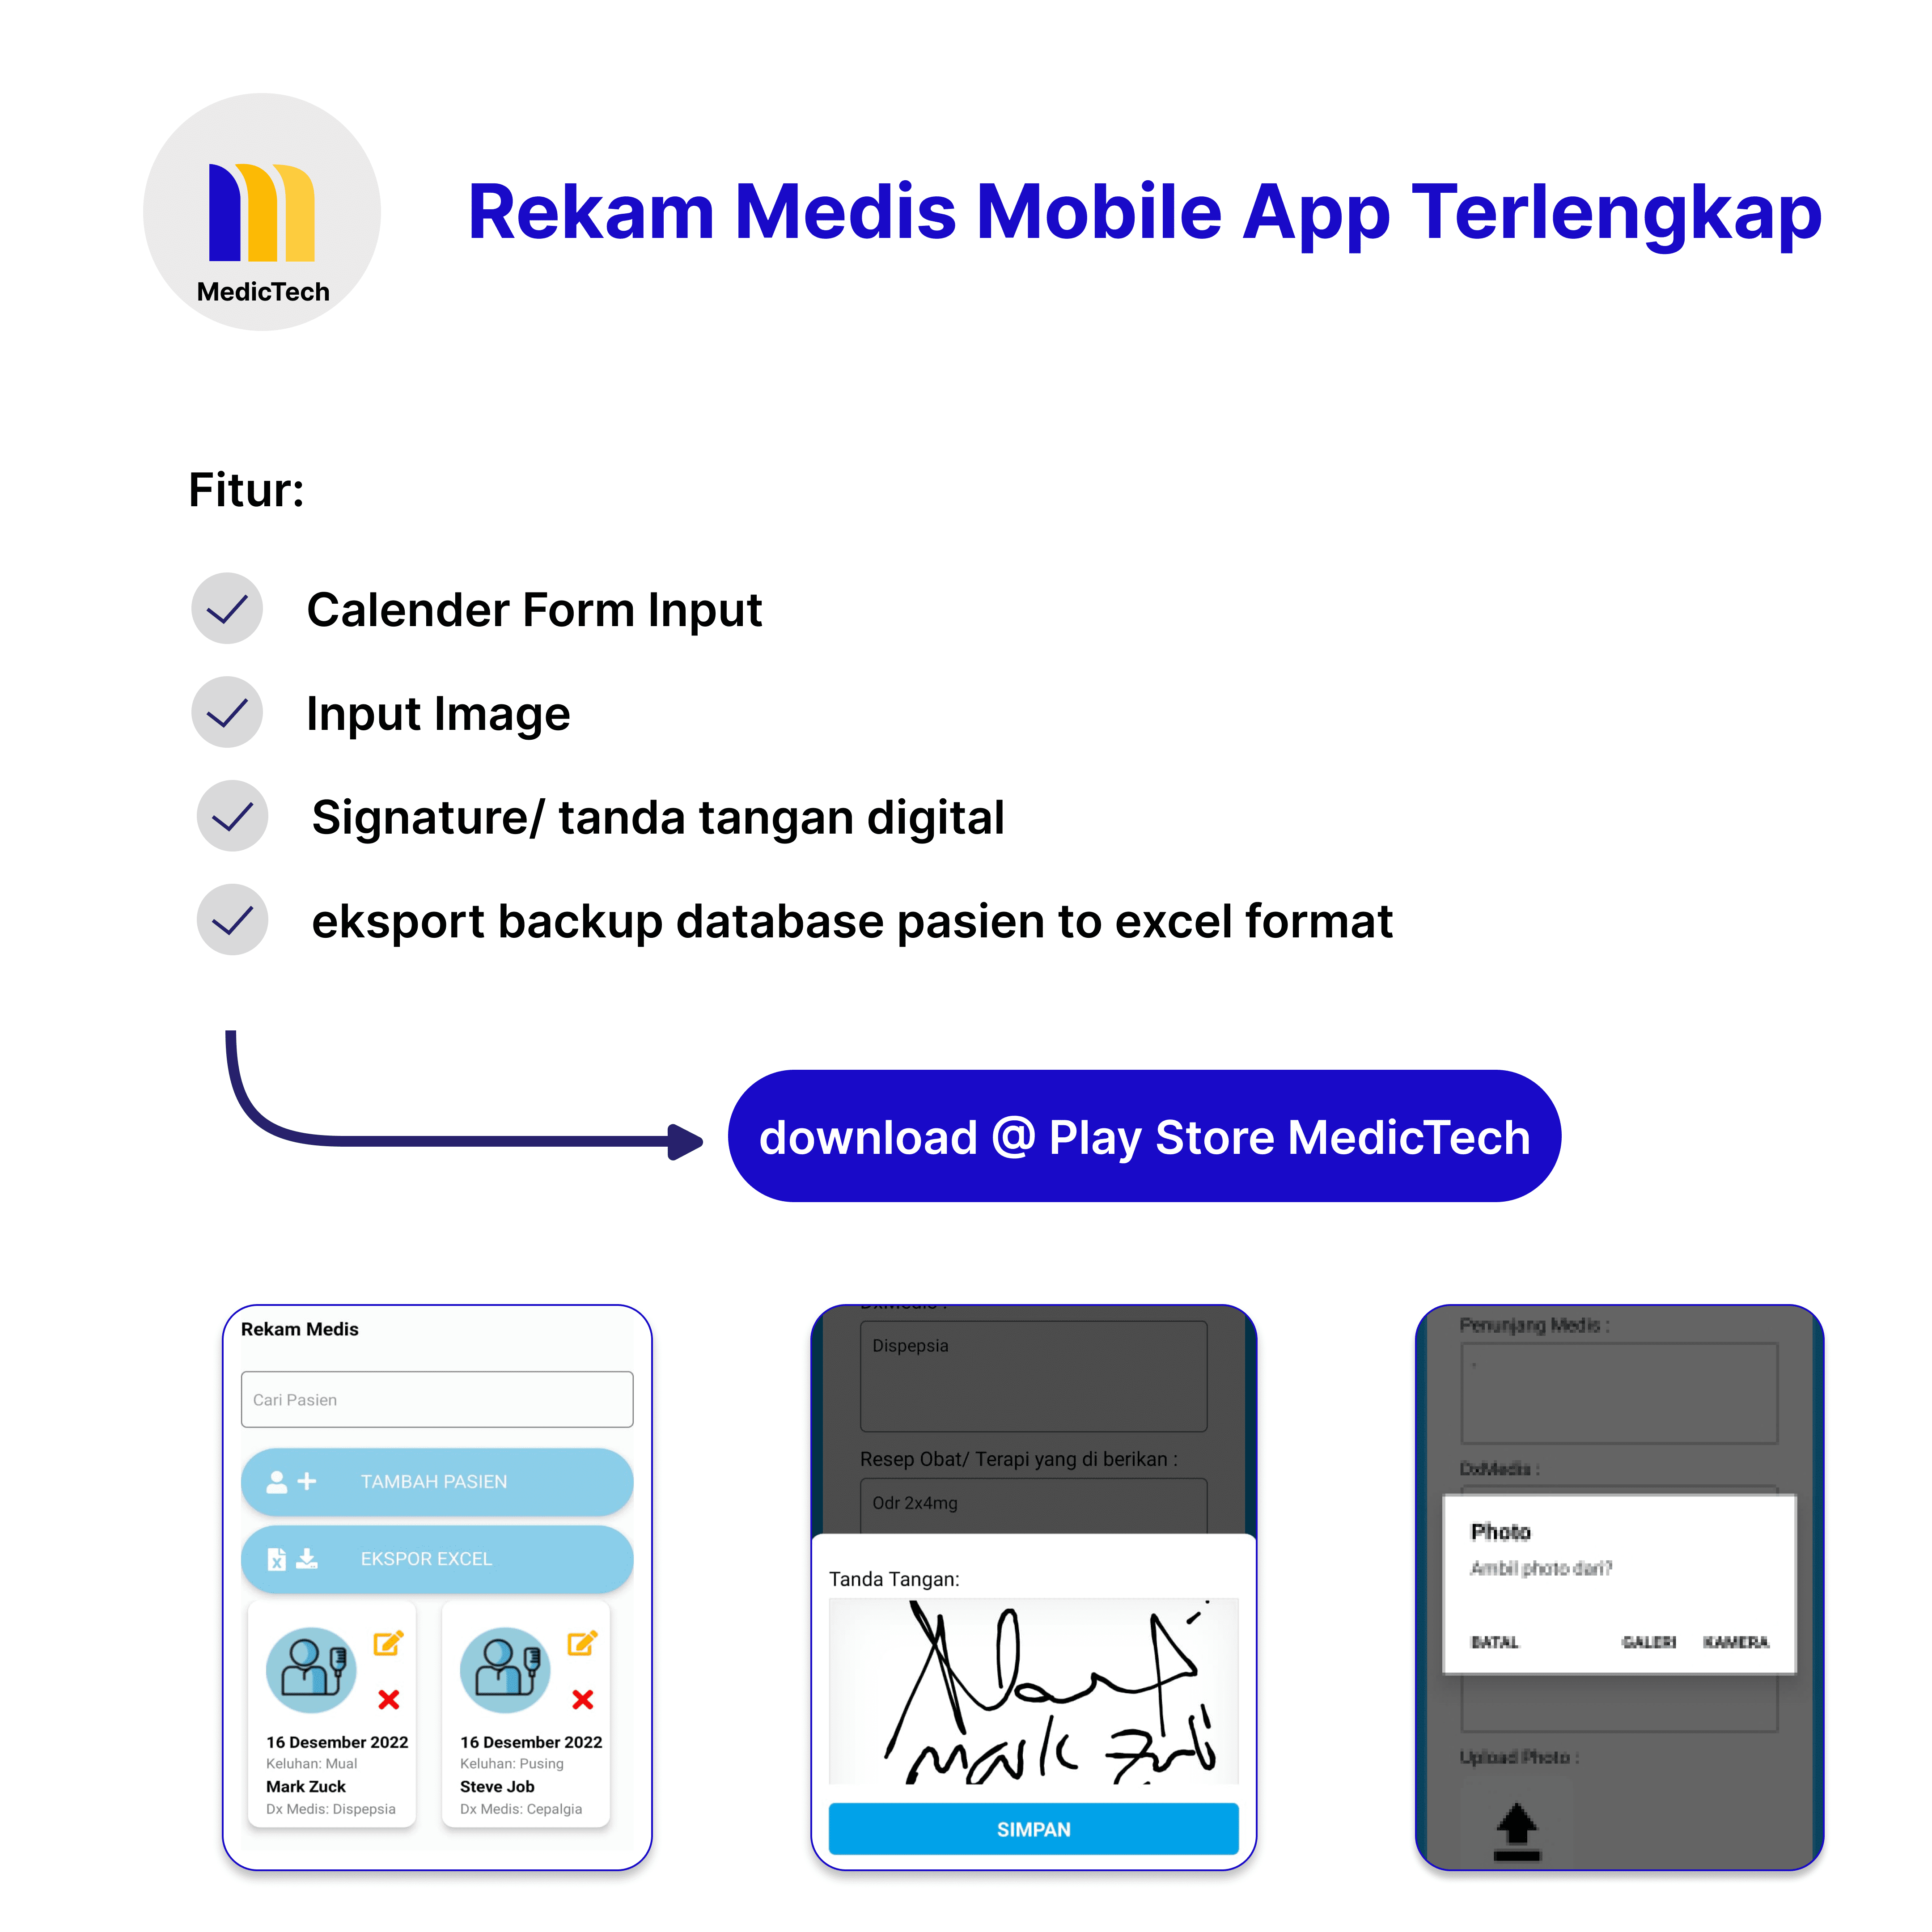 MedicTech
Rekam Medis Mobile App Terlengkap
Fitur:
Calender Form Input
Input Image
Signature/ tanda tangan digital
eksport backup database pasien to excel format
download @ Play Store MedicTech
Rekam Medis
Cari Pasien
TAMBAH PASIEN
EKSPOR EXCEL
16 Desember 2022
Keluhan: Mual
Mark Zuck
Dx Medis: Dispepsia
16 Desember 2022
Keluhan: Pusing
Steve Job
Dx Medis: Cepalgia
DxMedis :
Dispepsia
Resep Obat/ Terapi yang di berikan :
Odr 2x4mg
Tanda Tangan:
Mark
SIMPAN
Penunjang Medis :
DxMedis :
Photo
Ambil photo dari?
BATAL GALERI KAMERA
Upload Photo :